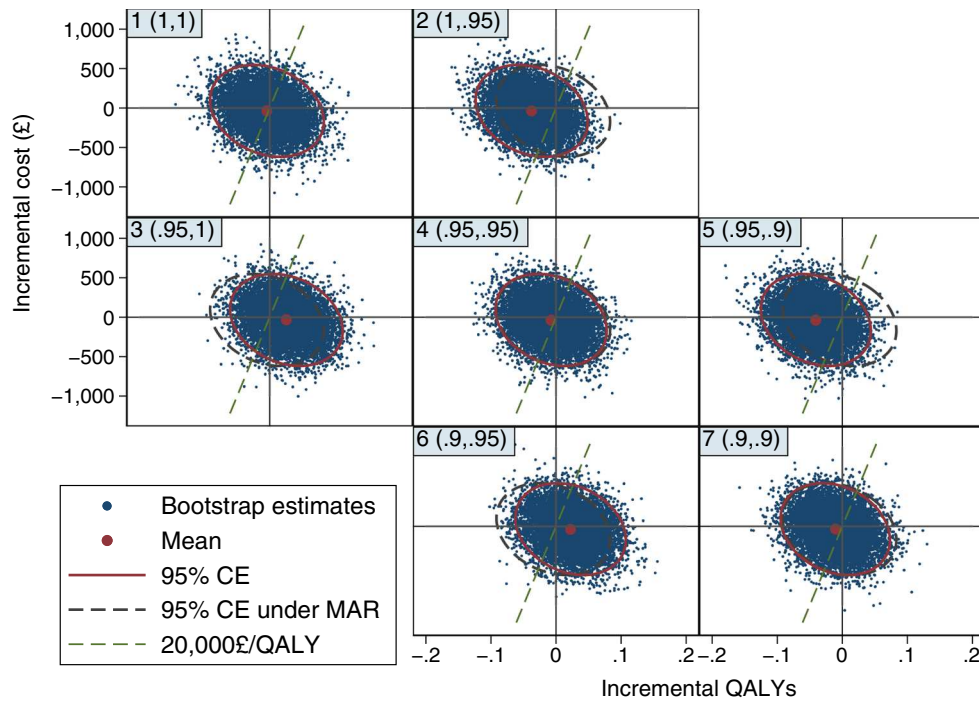 1 (1,1)
2 (1,.95)
1,000
500
0
−500
−1,000
Incremental cost (£)
3 (.95,1)
4 (.95,.95)
5 (.95,.9)
1,000
500
0
−500
−1,000
6 (.9,.95)
7 (.9,.9)
Bootstrap estimates
Mean
95% CE
95% CE under MAR
20,000£/QALY
−.2 −.1 0 .1 .2 −.2 −.1 0 .1 .2
Incremental QALYs